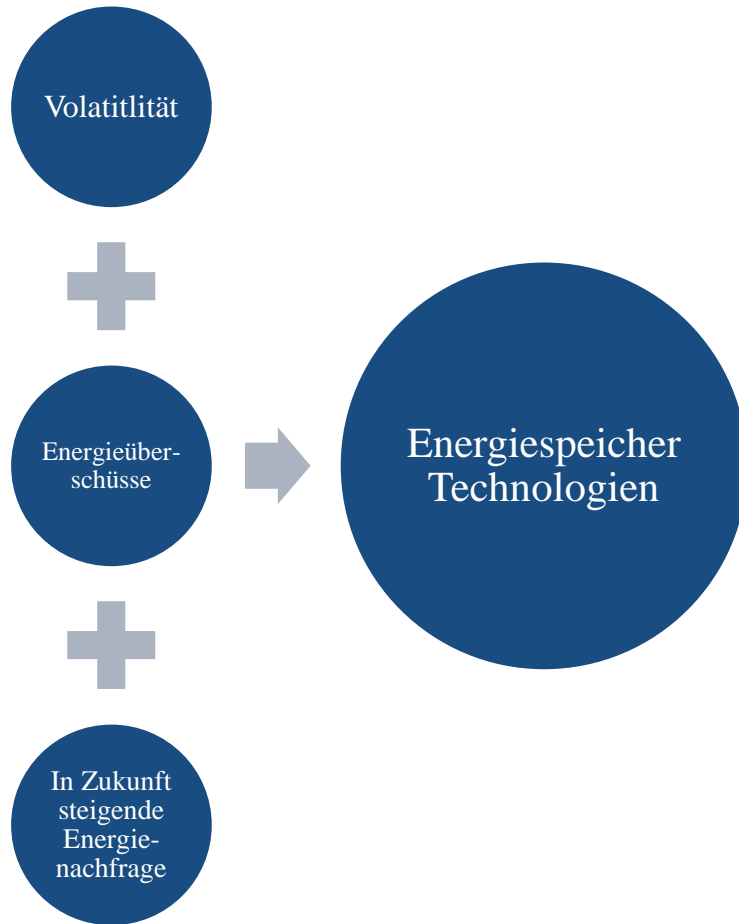 Volatitlität
Energieüber-
schüsse
Energiespeicher
Technologien
In Zukunft
steigende
Energie-
nachfrage